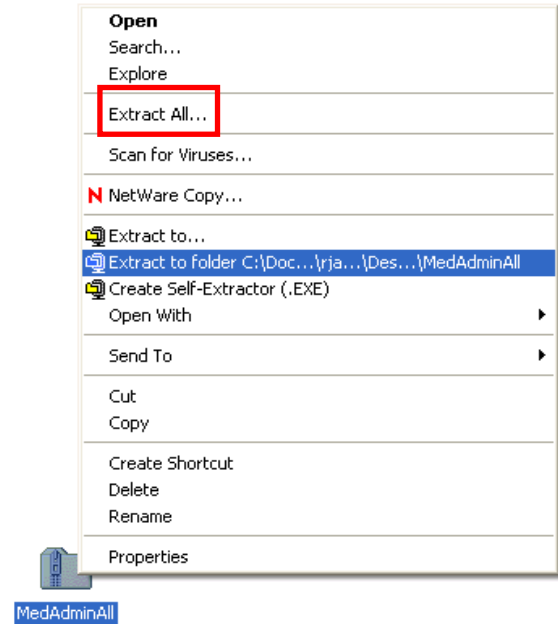 Open
Search...
Explore
Extract All...
Scan for Viruses...
N NetWare Copy...
Extract to...
Extract to folder C:\Doc...\rja...\Des...\MedAdminAll
Create Self-Extractor (.EXE)
Open With
Send To
Cut
Copy
Create Shortcut
Delete
Rename
Properties
MedAdminAll